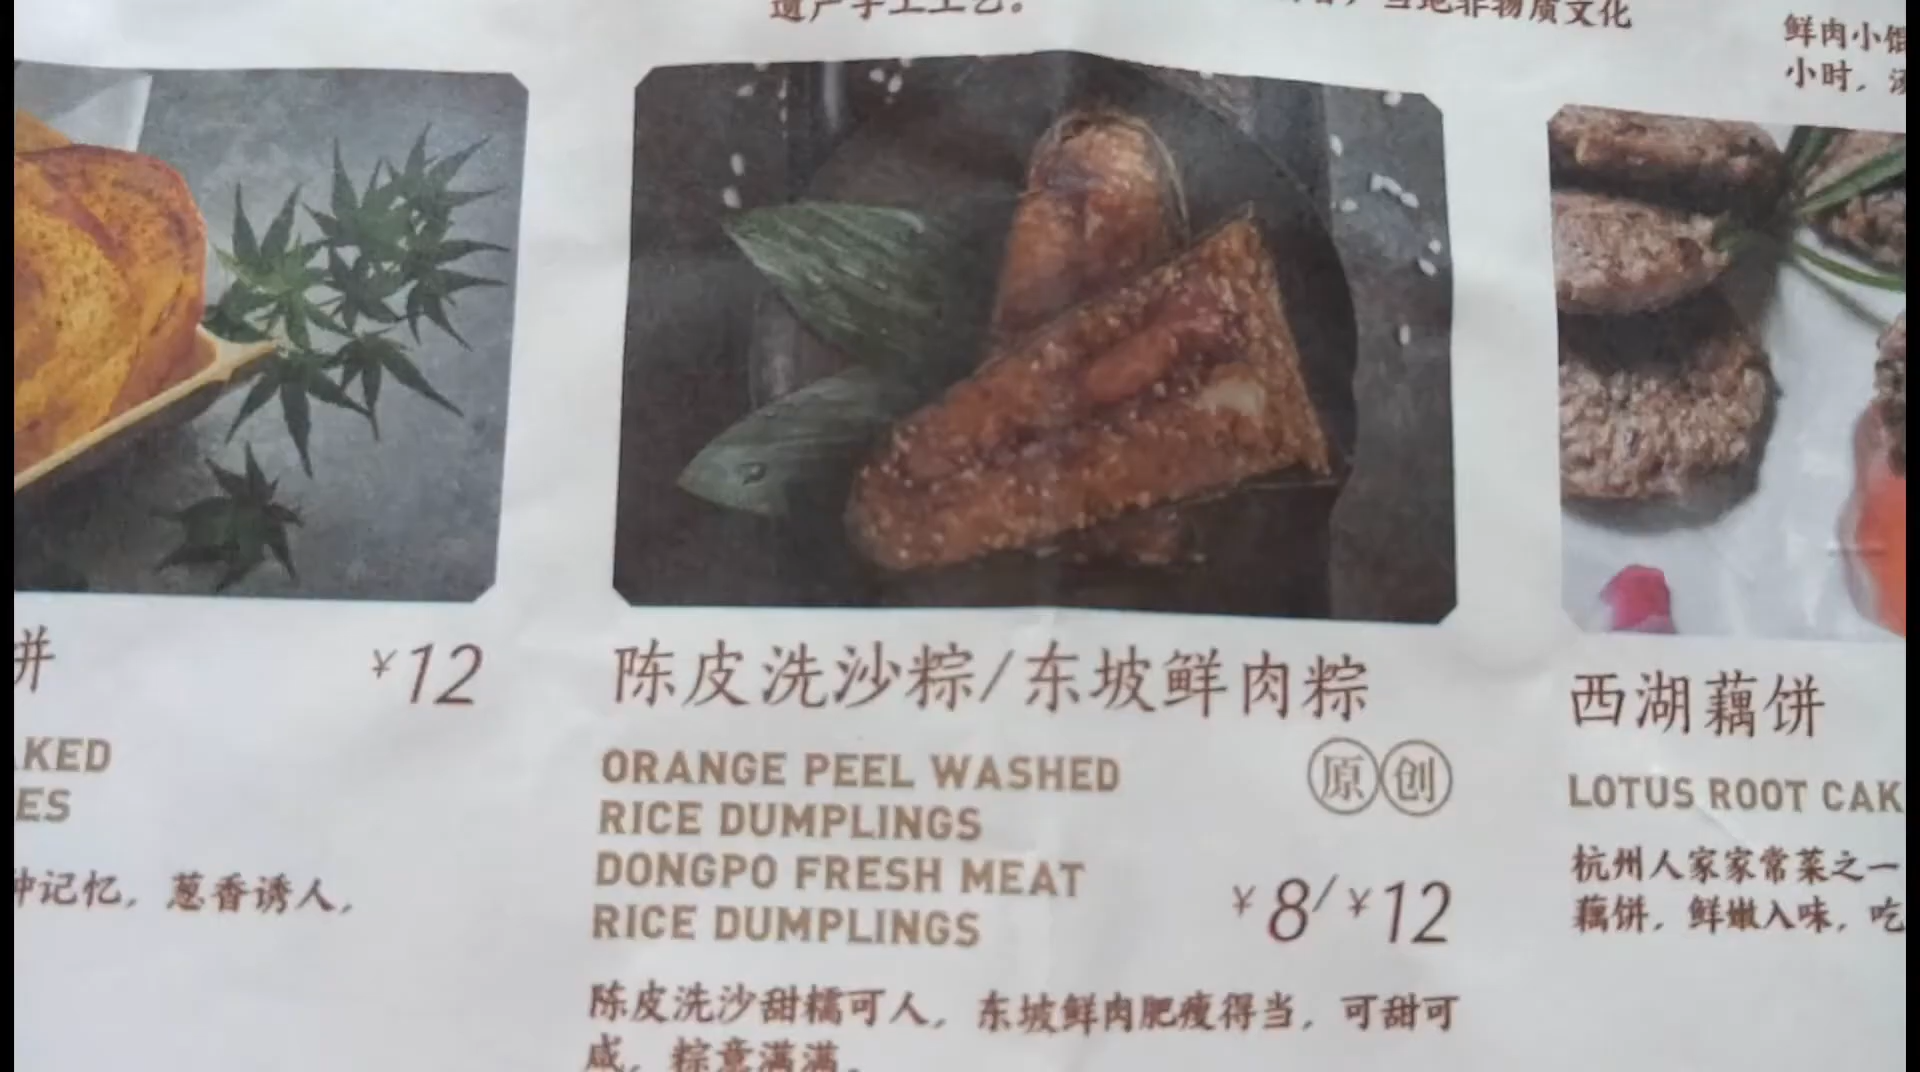 遗产手工工艺。
当地非物质文化
鲜肉小馄
小时，汤
饼
¥12
KED
ES
种记忆，葱香诱人，
陈皮洗沙粽/东坡鲜肉粽
ORANGE PEEL WASHED
RICE DUMPLINGS
DONGPO FRESH MEAT
RICE DUMPLINGS
原创
¥8/¥12
陈皮洗沙甜糯可人，东坡鲜肉肥瘦得当，可甜可
咸，粽意满满。
西湖藕饼
LOTUS ROOT CAK
杭州人家家常菜之一
藕饼，鲜嫩入味，吃